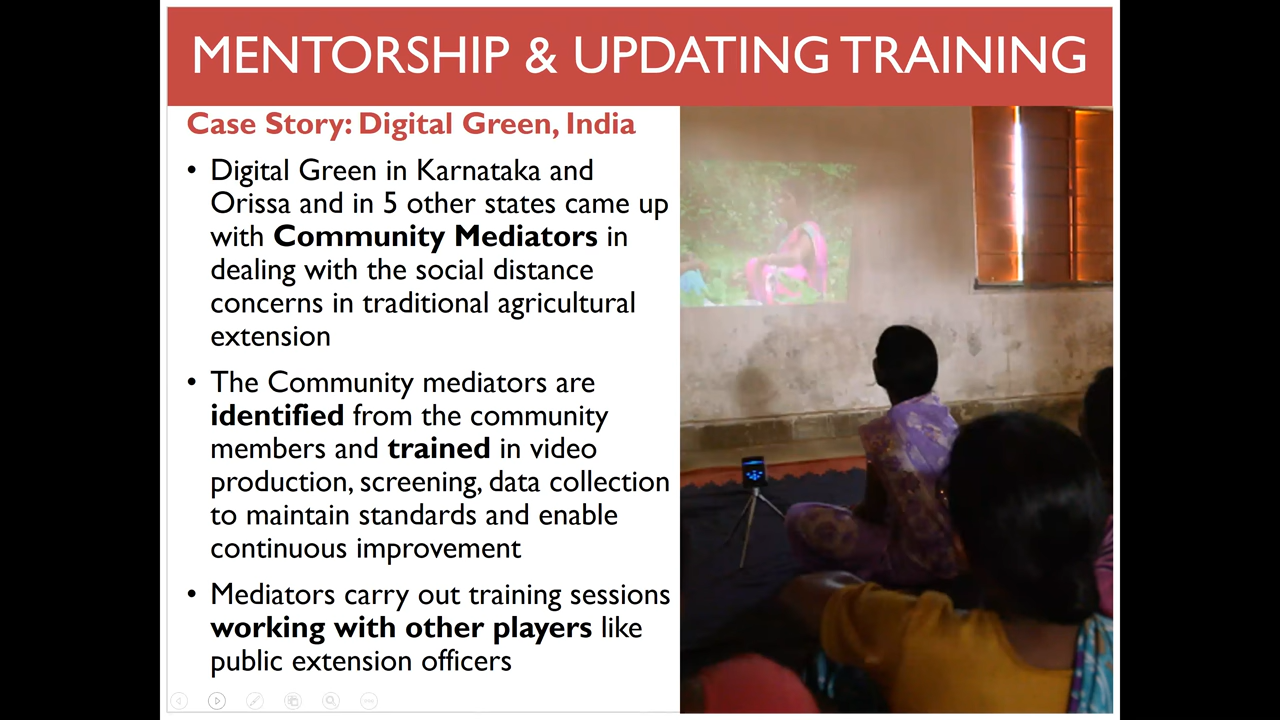 MENTORSHIP & UPDATING TRAINING
Case Story: Digital Green, India
• Digital Green in Karnataka and
Orissa and in 5 other states came up
with Community Mediators in
dealing with the social distance
concerns in traditional agricultural
extension
• The Community mediators are
identified from the community
members and trained in video
production, screening, data collection
to maintain standards and enable
continuous improvement
• Mediators carry out training sessions
working with other players like
public extension officers